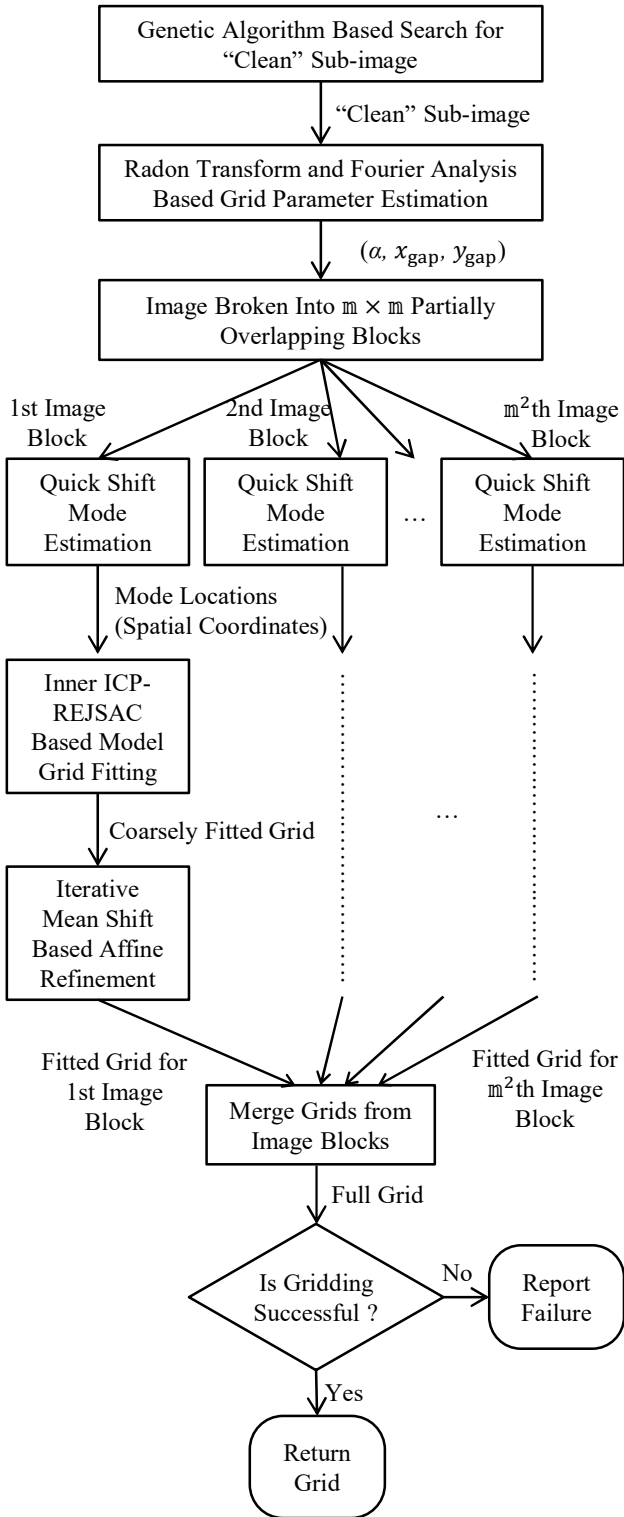 Genetic Algorithm Based Search for
“Clean” Sub-image
“Clean” Sub-image
Radon Transform and Fourier Analysis
Based Grid Parameter Estimation
(α, x_gap, y_gap)
Image Broken Into 𝕞 × 𝕞 Partially
Overlapping Blocks
1st Image
Block
2nd Image
Block
𝕞²th Image
Block
Quick Shift
Mode
Estimation
Quick Shift
Mode
Estimation
...
Quick Shift
Mode
Estimation
Mode Locations
(Spatial Coordinates)
Inner ICP-
REJSAC
Based Model
Grid Fitting
...
Coarsely Fitted Grid
Iterative
Mean Shift
Based Affine
Refinement
Fitted Grid for
1st Image
Block
Fitted Grid for
𝕞²th Image
Block
Merge Grids from
Image Blocks
Full Grid
Is Gridding
Successful ?
No
Report
Failure
Yes
Return
Grid